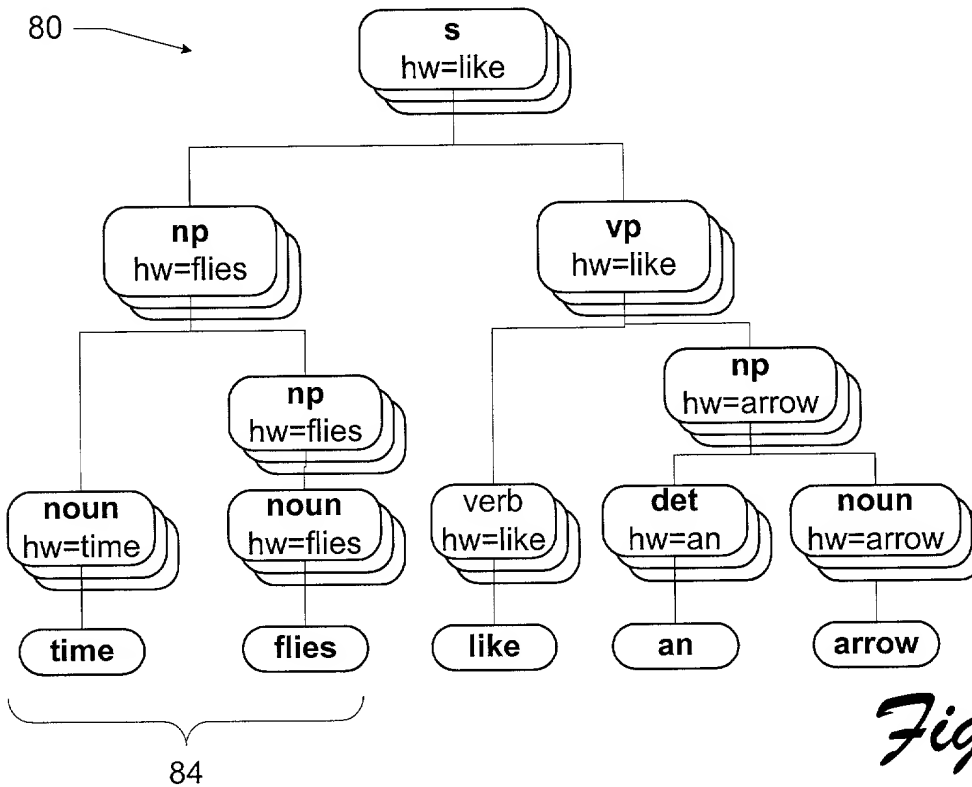 80
s
hw=like
np
hw=flies
vp
hw=like
np
hw=arrow
np
hw=flies
noun
hw=time
noun
hw=flies
verb
hw=like
det
hw=an
noun
hw=arrow
time
flies
like
an
arrow
84
Fig